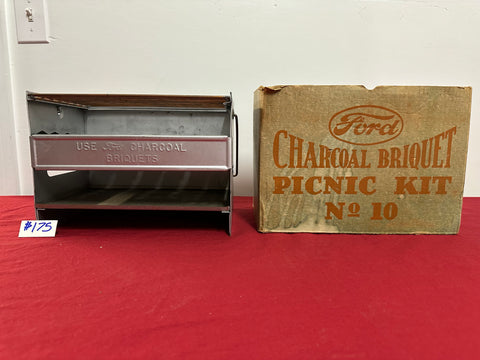 USE Ford CHARCOAL
BRIQUETS
$175
Ford
CHARCOAL BRIQUET
PICNIC KIT
Nº 10